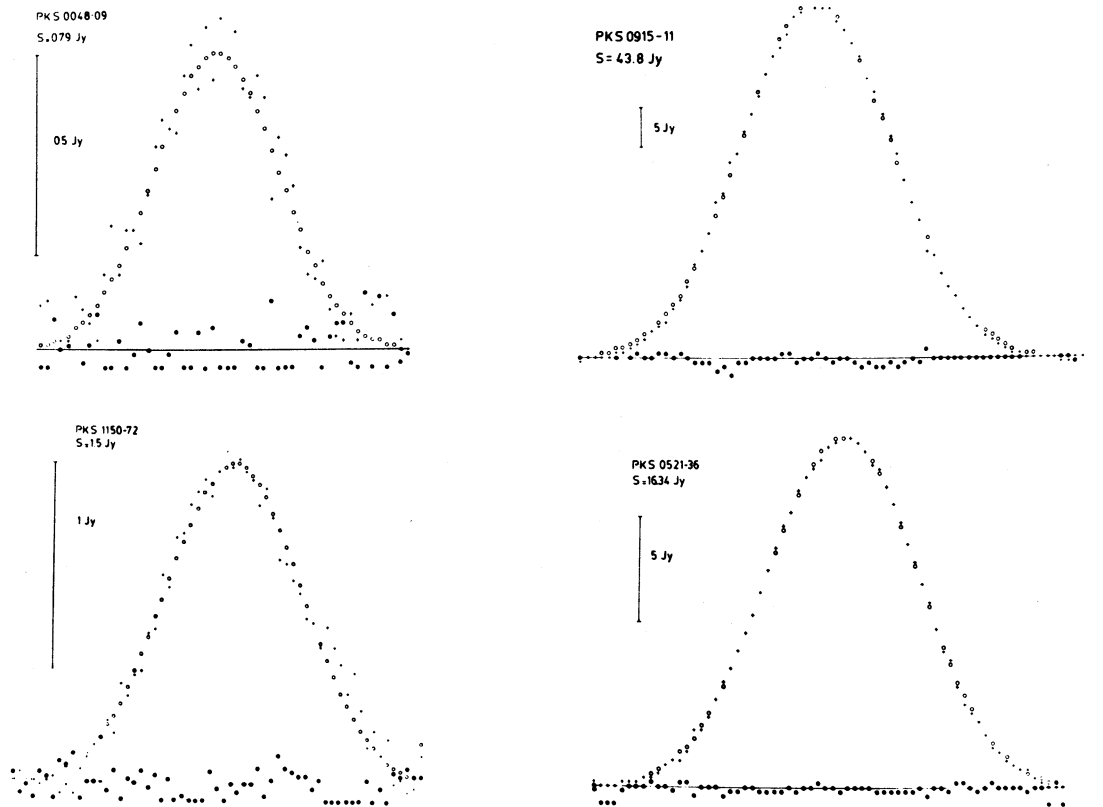 PKS 0048-09
S=079 Jy
05 Jy
PKS 0915-11
S= 43.8 Jy
5 Jy
PKS 1150-72
S=1.5 Jy
1 Jy
PKS 0521-36
S=16.34 Jy
5 Jy